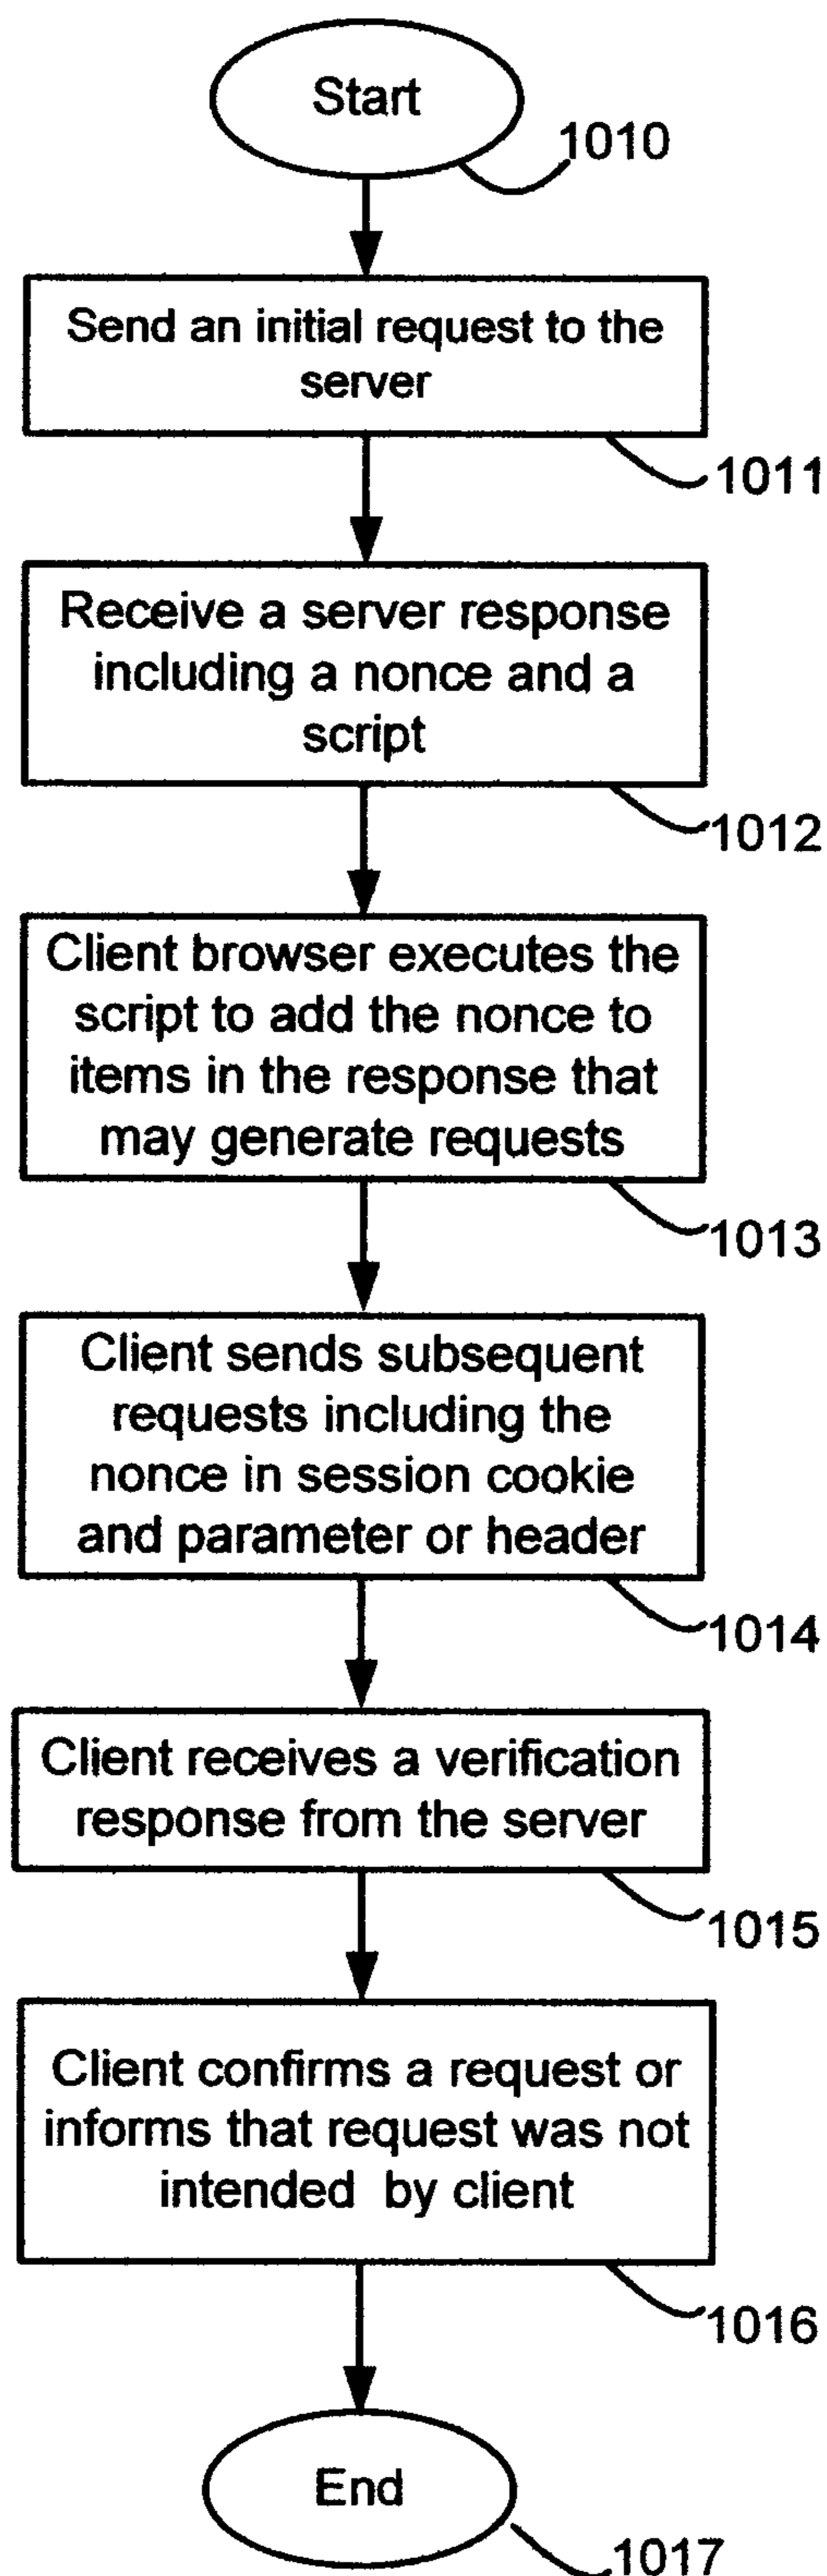 Start
1010
Send an initial request to the
server
1011
Receive a server response
including a nonce and a
script
1012
Client browser executes the
script to add the nonce to
items in the response that
may generate requests
1013
Client sends subsequent
requests including the
nonce in session cookie
and parameter or header
1014
Client receives a verification
response from the server
1015
Client confirms a request or
informs that request was not
intended by client
1016
End
1017